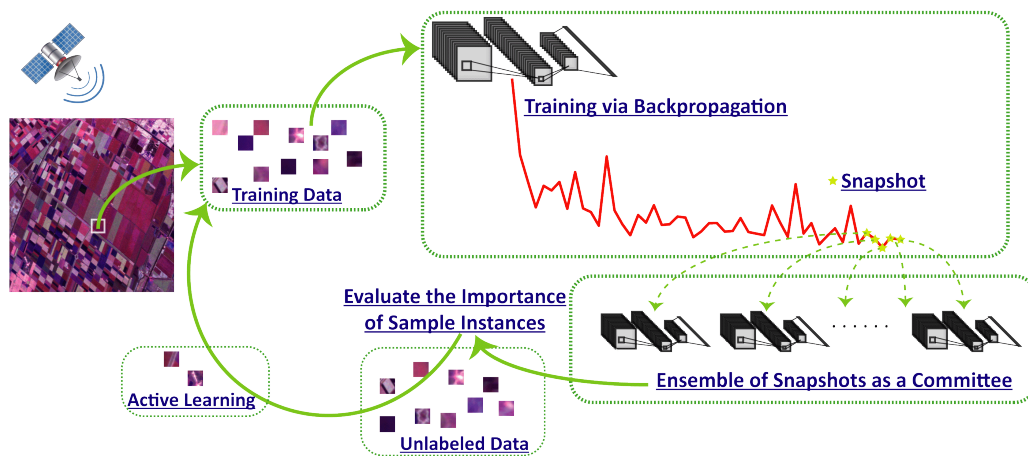 Training via Backpropagation
Training Data
Snapshot
Evaluate the Importance
of Sample Instances
Ensemble of Snapshots as a Committee
Active Learning
Unlabeled Data